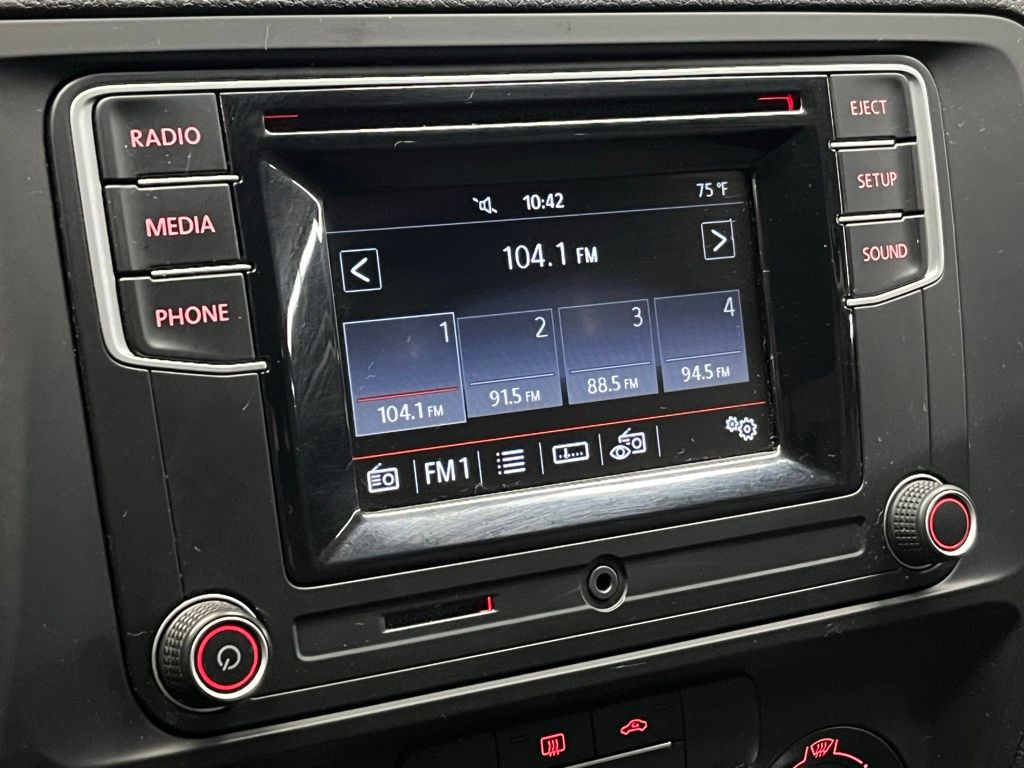 RADIO
MEDIA
PHONE
EJECT
SETUP
SOUND
10:42
75 °F
104.1 FM
1
104.1 FM
2
91.5 FM
3
88.5 FM
4
94.5 FM
FM1